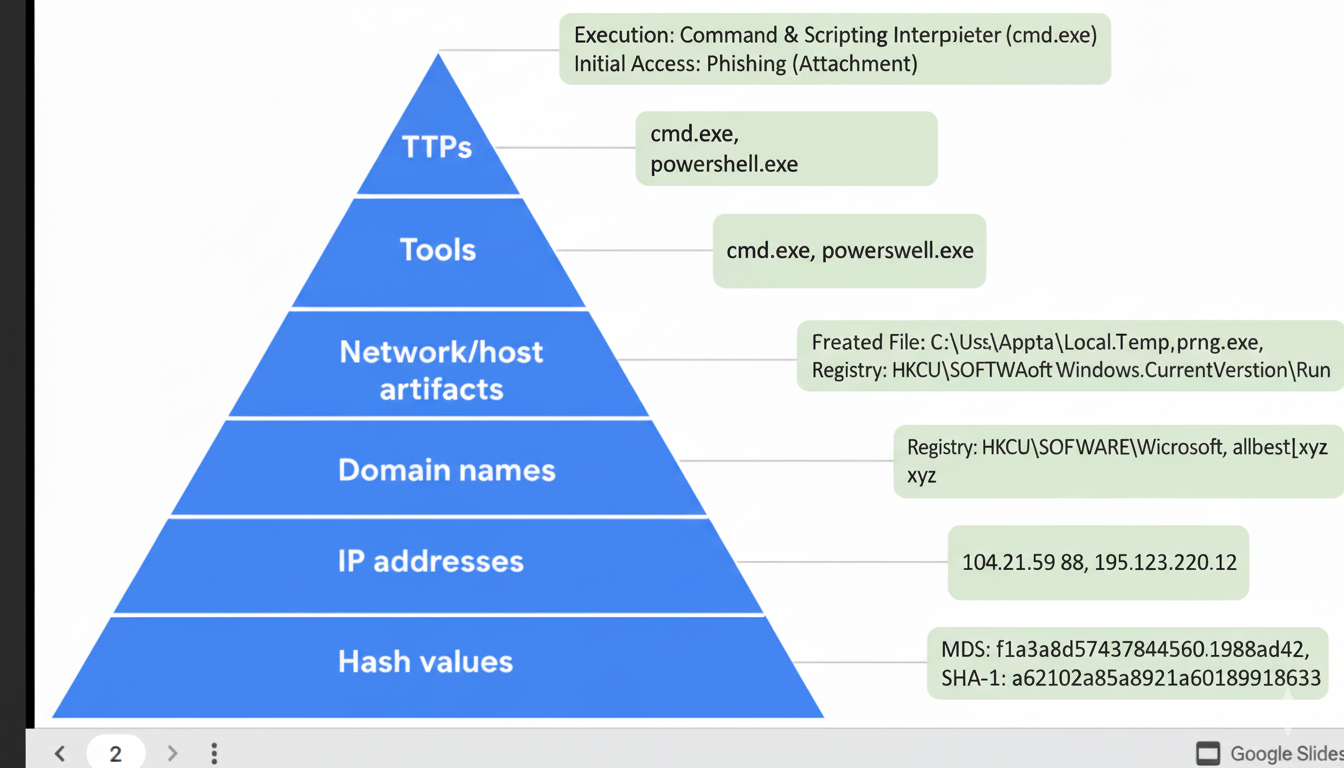 Execution: Command & Scripting Interpieter (cmd.exe)
Initial Access: Phishing (Attachment)
TTPs
cmd.exe,
powershell.exe
Tools
cmd.exe, powerswell.exe
Network/host
artifacts
Freated File: C:\Uss\Appta\Local.Temp,prng.exe,
Registry: HKCU\SOFTWAoft Windows.CurrentVerstion\Run
Domain names
Registry: HKCU\SOFWARE\Wicrosoft, allbest[xyz
xyz
IP addresses
104.21.59 88, 195.123.220.12
Hash values
MDS: f1a3a8d57437844560.1988ad42,
SHA-1: a62102a85a8921a60189918633
2
Google Slides